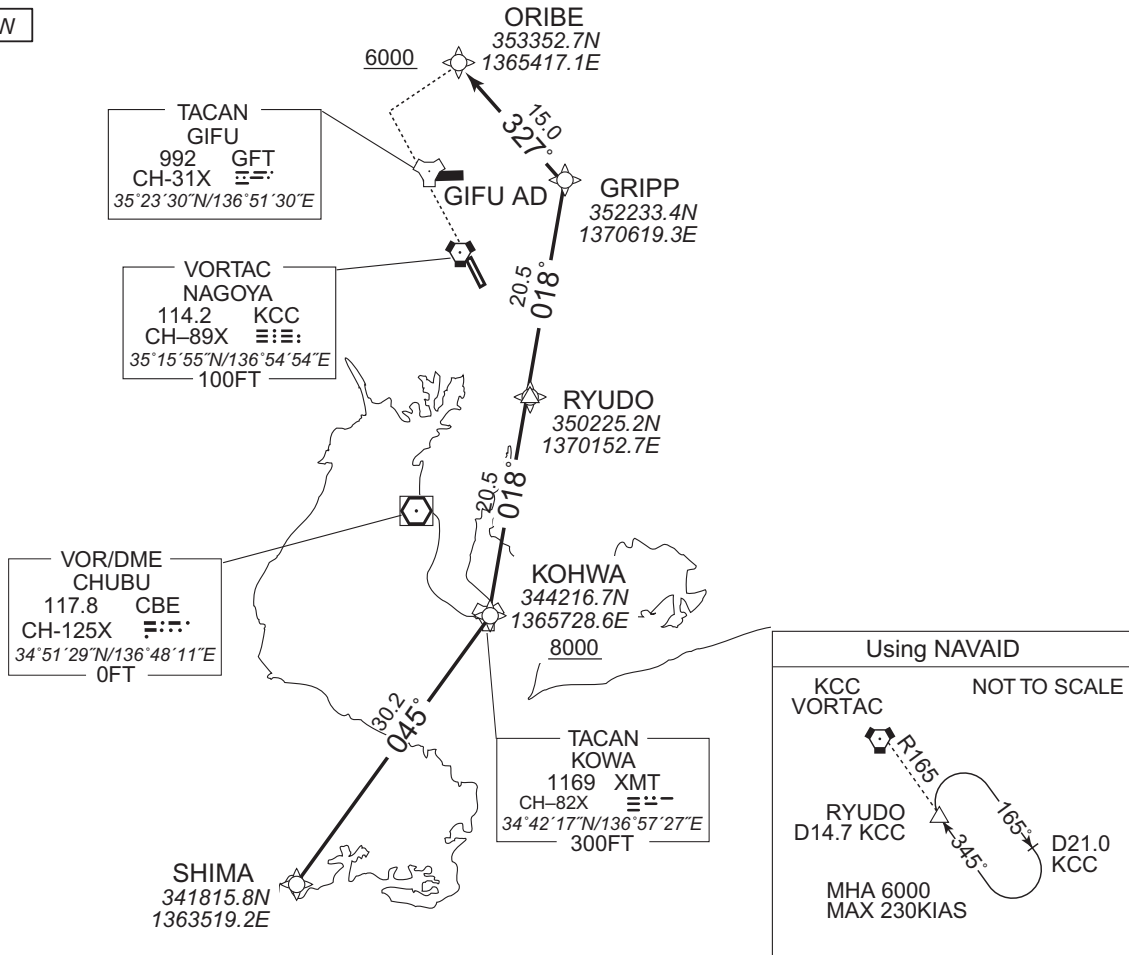 W
ORIBE
353352.7N
1365417.1E
6000
15.0
327°
TACAN
GIFU
992 GFT
CH-31X
35°23′30″N/136°51′30″E
GIFU AD
GRIPP
352233.4N
1370619.3E
VORTAC
NAGOYA
114.2 KCC
CH–89X
35°15′55″N/136°54′54″E
100FT
20.5
018°
RYUDO
350225.2N
1370152.7E
20.5
018°
VOR/DME
CHUBU
117.8 CBE
CH-125X
34°51′29″N/136°48′11″E
0FT
KOHWA
344216.7N
1365728.6E
8000
30.2
045°
TACAN
KOWA
1169 XMT
CH–82X
34°42′17″N/136°57′27″E
300FT
SHIMA
341815.8N
1363519.2E
Using NAVAID
NOT TO SCALE
KCC
VORTAC
R165
RYUDO
D14.7 KCC
165°
345°
D21.0
KCC
MHA 6000
MAX 230KIAS